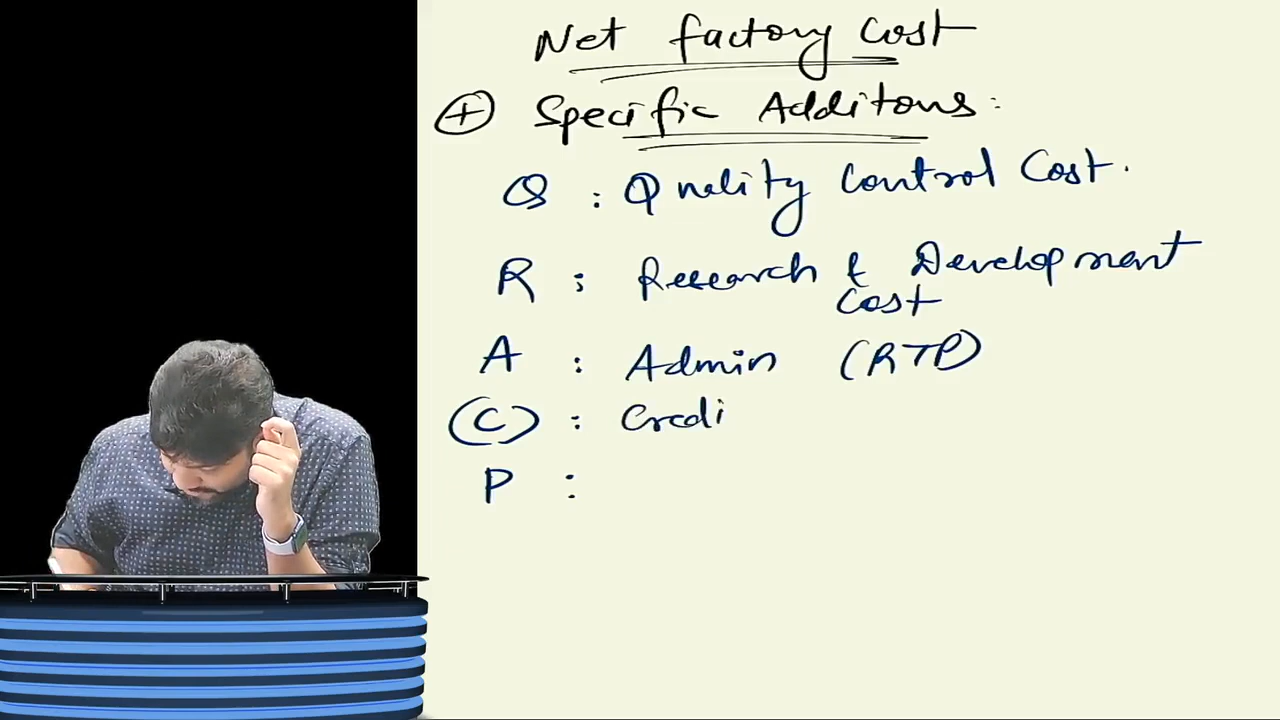 Net factory Cost
⊕ Specific Additons:
Q : Quality Control Cost.
R : Research & Development
Cost
A : Admin (RTP)
(C) : Credi
P :